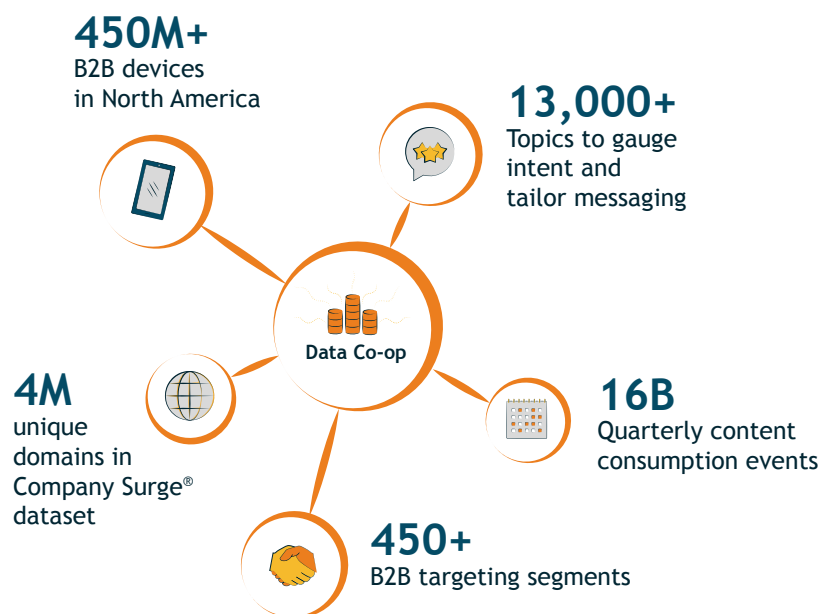 450M+
B2B devices
in North America
13,000+
Topics to gauge
intent and
tailor messaging
Data Co-op
4M
unique
domains in
Company Surge®
dataset
16B
Quarterly content
consumption events
450+
B2B targeting segments